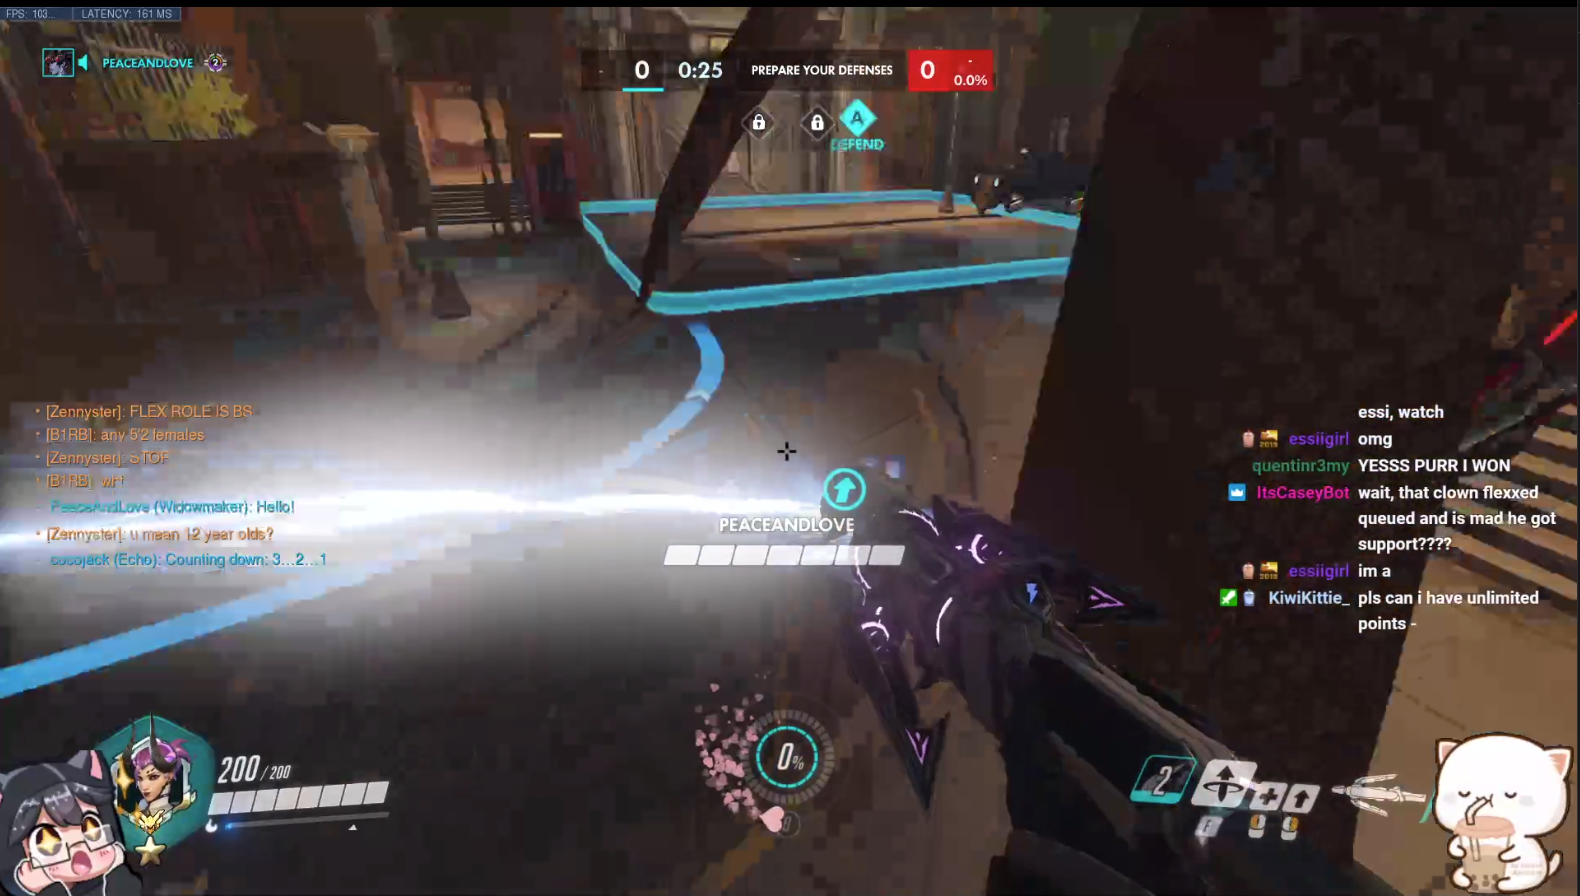 FPS: 103... LATENCY: 161 MS
PEACEANDLOVE 2
- 0 0:25 PREPARE YOUR DEFENSES 0 -
0.0%
A
DEFEND
[Zennyster]: FLEX ROLE IS BS
[B1RB]: any 5'2 females
[Zennyster]: STOP
[B1RB]: wh
PeaceAndLove (Widowmaker): Hello!
[Zennyster]: u mean 12 year olds?
cocojack (Echo): Counting down: 3...2...1
essi, watch
essiigirl omg
quentinr3my YESSS PURR I WON
ItsCaseyBot wait, that clown flexxed
queued and is mad he got
support????
essiigirl im a
KiwiKittie_ pls can i have unlimited
points -
PEACEANDLOVE
200 / 200
0%
2
F